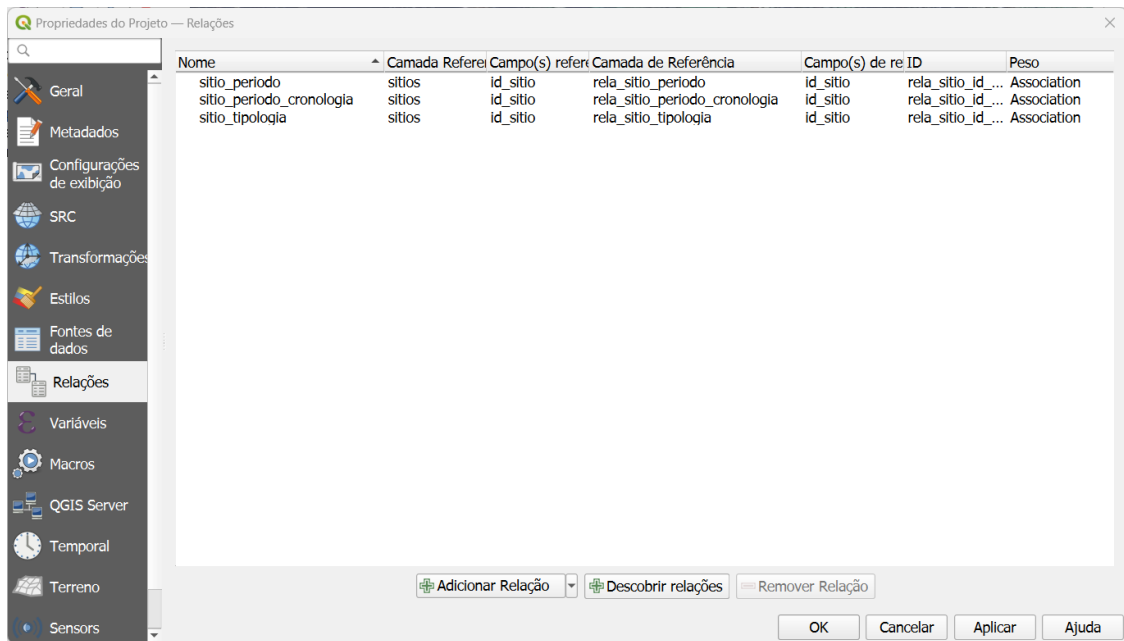 Propriedades do Projeto — Relações
Geral
Metadados
Configurações
de exibição
SRC
Transformações
Estilos
Fontes de
dados
Relações
Variáveis
Macros
QGIS Server
Temporal
Terreno
Sensors
Nome Camada Referen Campo(s) refere Camada de Referência Campo(s) de re ID Peso
sitio_periodo sitios id_sitio rela_sitio_periodo id_sitio rela_sitio_id_... Association
sitio_periodo_cronologia sitios id_sitio rela_sitio_periodo_cronologia id_sitio rela_sitio_id_... Association
sitio_tipologia sitios id_sitio rela_sitio_tipologia id_sitio rela_sitio_id_... Association
Adicionar Relação Descobrir relações Remover Relação
OK Cancelar Aplicar Ajuda